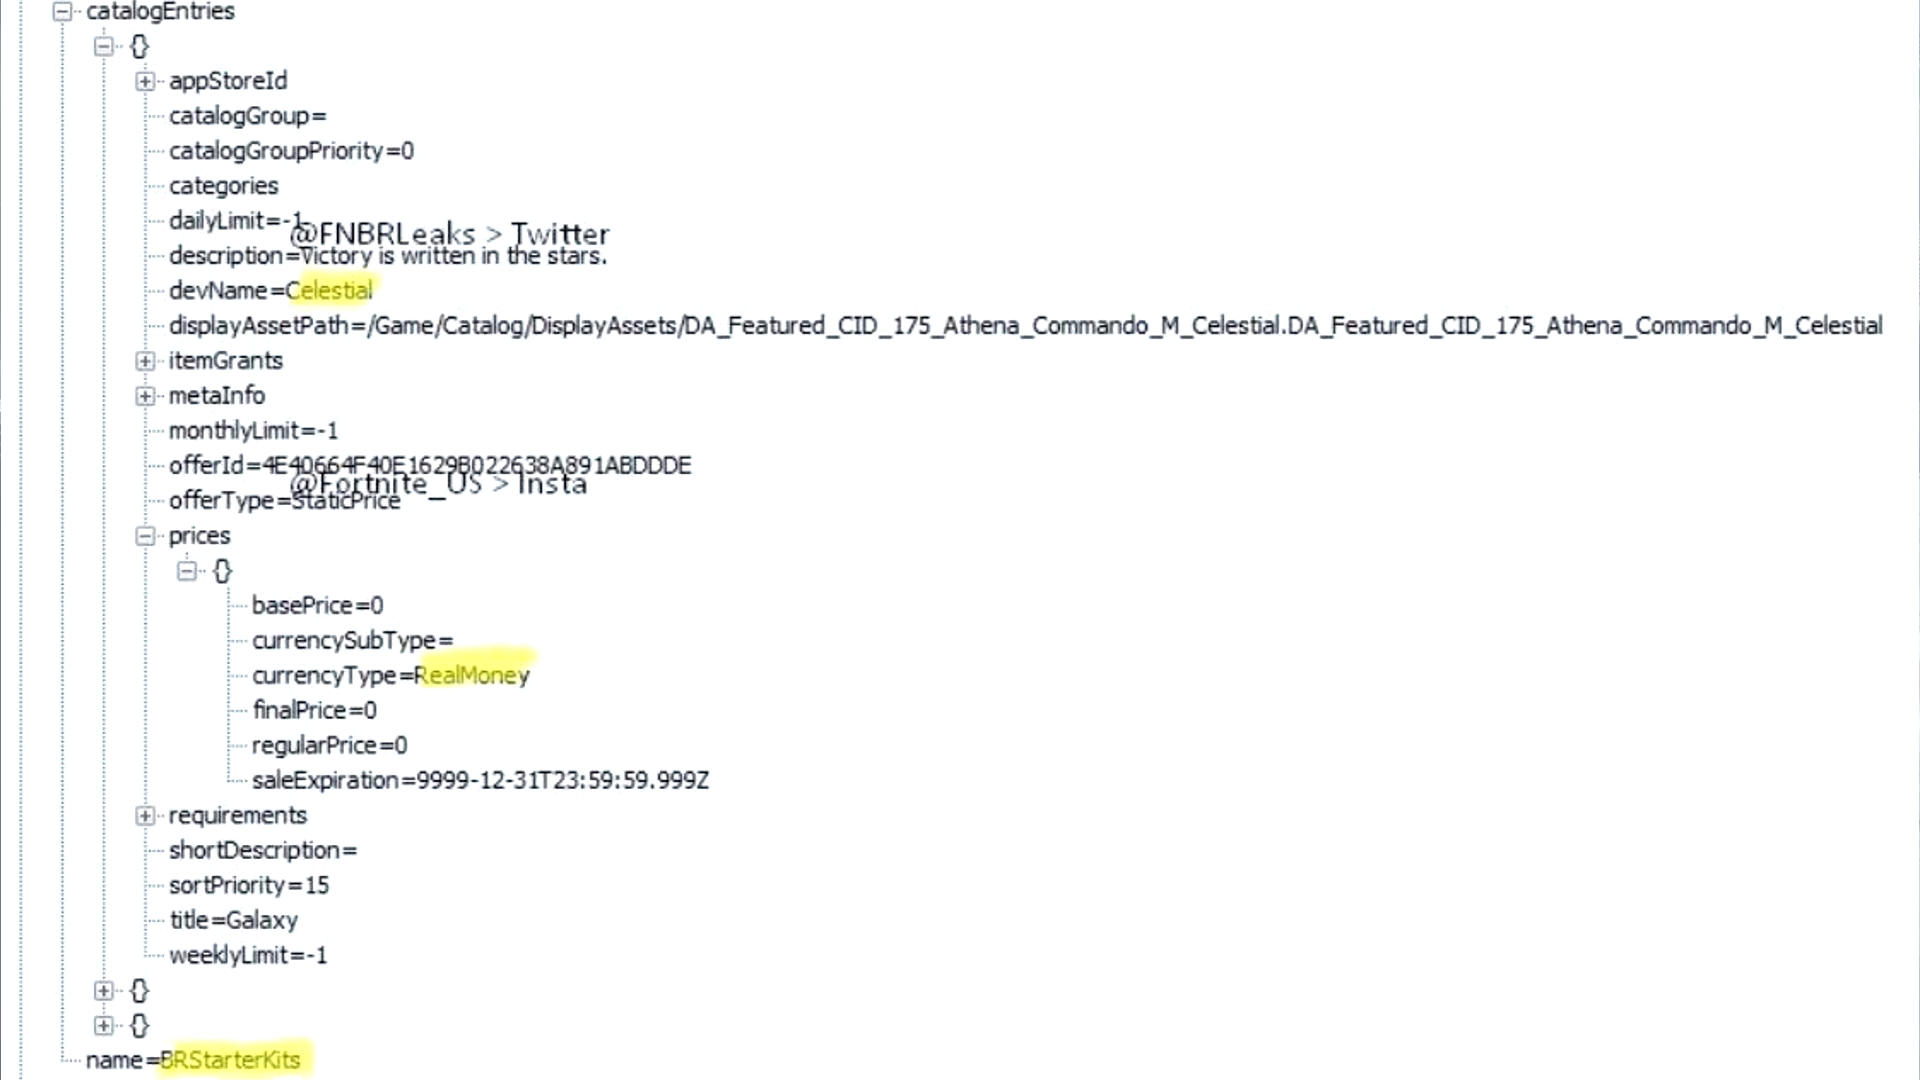 catalogEntries
{}
appStoreId
catalogGroup=
catalogGroupPriority=0
categories
dailyLimit=-1
@FNBRLeaks > Twitter
description=Victory is written in the stars.
devName=Celestial
displayAssetPath=/Game/Catalog/DisplayAssets/DA_Featured_CID_175_Athena_Commando_M_Celestial.DA_Featured_CID_175_Athena_Commando_M_Celestial
itemGrants
metaInfo
monthlyLimit=-1
offerId=4E40664F40E1629B022638A891ABDDDE
@Fortnite_US > Insta
offerType=StaticPrice
prices
{}
basePrice=0
currencySubType=
currencyType=RealMoney
finalPrice=0
regularPrice=0
saleExpiration=9999-12-31T23:59:59.999Z
requirements
shortDescription=
sortPriority=15
title=Galaxy
weeklyLimit=-1
{}
{}
name=BRStarterKits